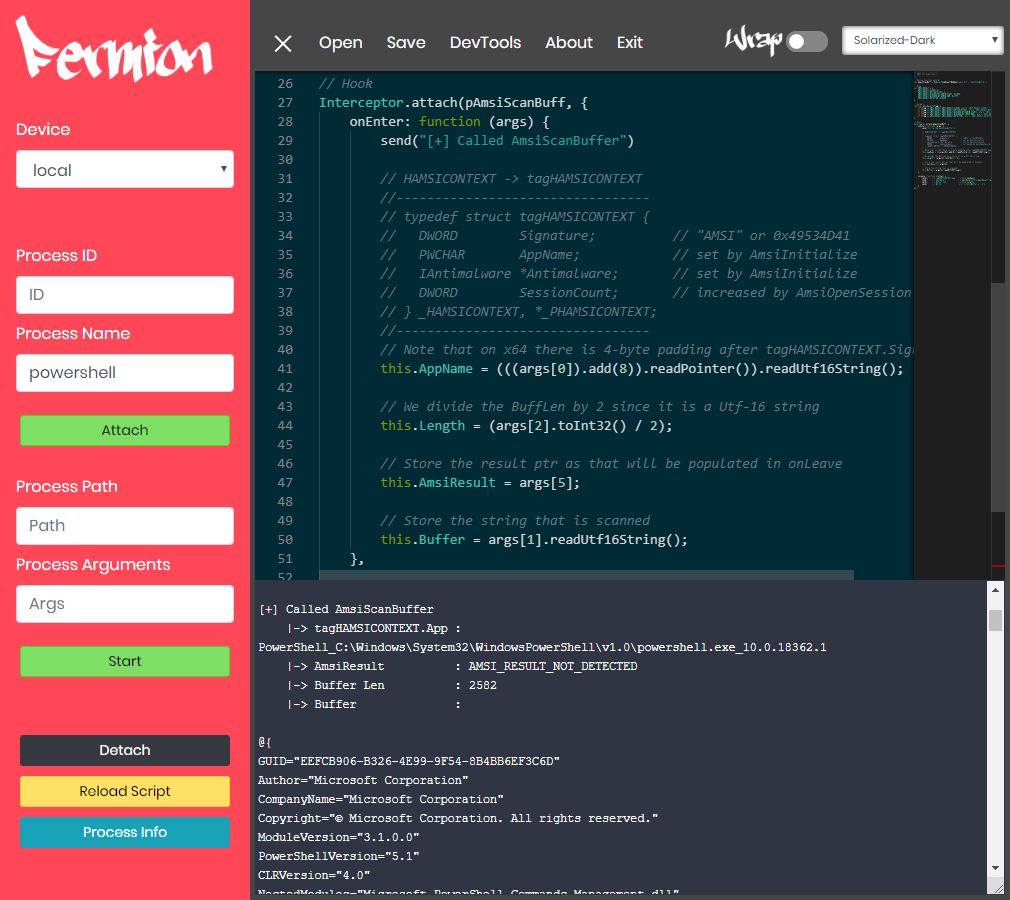 Fermion
Device
local
Process ID
ID
Process Name
powershell
Attach
Process Path
Path
Process Arguments
Args
Start
Detach
Reload Script
Process Info
Open Save DevTools About Exit
Wrap
Solarized-Dark
26 // Hook
27 Interceptor.attach(pAmsiScanBuff, {
28     onEnter: function (args) {
29         send("[+] Called AmsiScanBuffer")
30
31         // HAMSICONTEXT -> tagHAMSICONTEXT
32         //---------------------------------
33         // typedef struct tagHAMSICONTEXT {
34         //   DWORD        Signature;          // "AMSI" or 0x49534D41
35         //   PWCHAR       AppName;            // set by AmsiInitialize
36         //   IAntimalware *Antimalware;       // set by AmsiInitialize
37         //   DWORD        SessionCount;       // increased by AmsiOpenSession
38         // } _HAMSICONTEXT, *_PHAMSICONTEXT;
39         //---------------------------------
40         // Note that on x64 there is 4-byte padding after tagHAMSICONTEXT.Sig
41         this.AppName = (((args[0]).add(8)).readPointer()).readUtf16String();
42
43         // We divide the BuffLen by 2 since it is a Utf-16 string
44         this.Length = (args[2].toInt32() / 2);
45
46         // Store the result ptr as that will be populated in onLeave
47         this.AmsiResult = args[5];
48
49         // Store the string that is scanned
50         this.Buffer = args[1].readUtf16String();
51     },
52
[+] Called AmsiScanBuffer
    |-> tagHAMSICONTEXT.App :
PowerShell_C:\Windows\System32\WindowsPowerShell\v1.0\powershell.exe_10.0.18362.1
    |-> AmsiResult          : AMSI_RESULT_NOT_DETECTED
    |-> Buffer Len          : 2582
    |-> Buffer              :
@{
GUID="EEFCB906-B326-4E99-9F54-8B4BB6EF3C6D"
Author="Microsoft Corporation"
CompanyName="Microsoft Corporation"
Copyright="© Microsoft Corporation. All rights reserved."
ModuleVersion="3.1.0.0"
PowerShellVersion="5.1"
CLRVersion="4.0"
NestedModules="Microsoft.PowerShell.Commands.Management.dll"